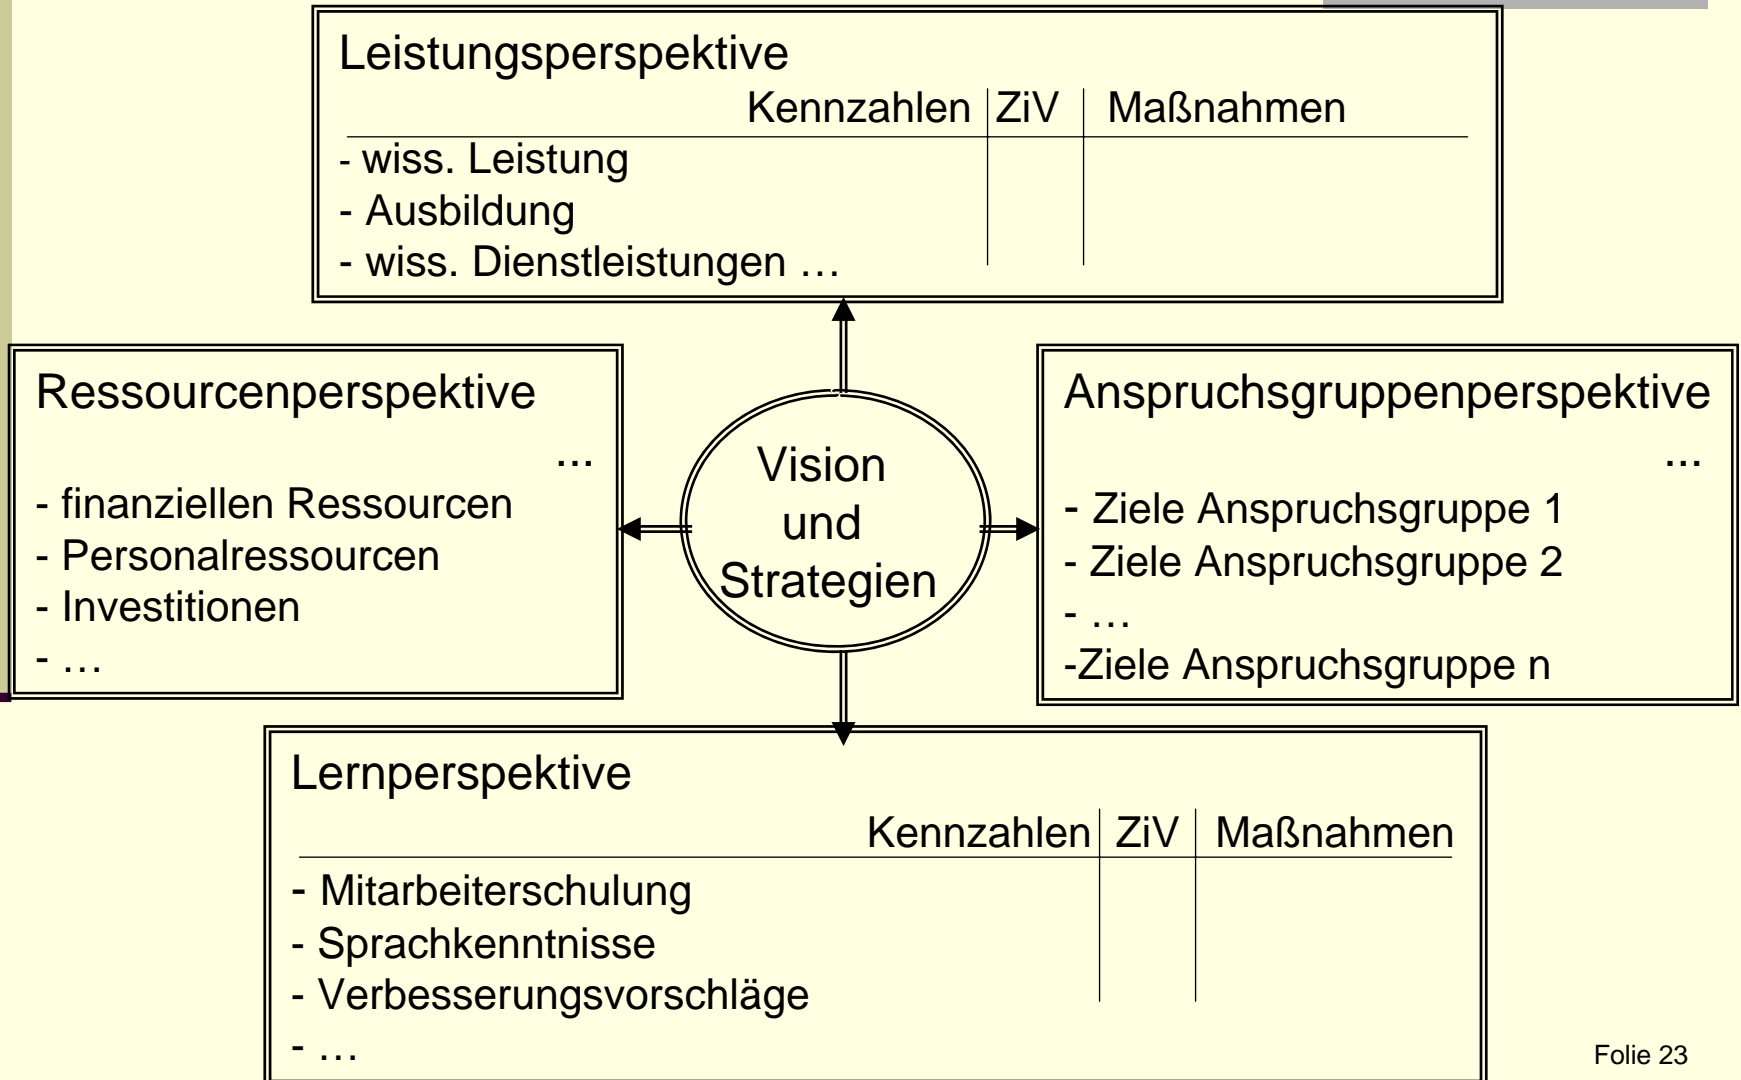 Leistungsperspektive
Kennzahlen ZiV Maßnahmen
- wiss. Leistung
- Ausbildung
- wiss. Dienstleistungen …
Ressourcenperspektive
...
- finanziellen Ressourcen
- Personalressourcen
- Investitionen
- …
Vision
und
Strategien
Anspruchsgruppenperspektive
...
- Ziele Anspruchsgruppe 1
- Ziele Anspruchsgruppe 2
- …
-Ziele Anspruchsgruppe n
Lernperspektive
Kennzahlen ZiV Maßnahmen
- Mitarbeiterschulung
- Sprachkenntnisse
- Verbesserungsvorschläge
- …
Folie 23